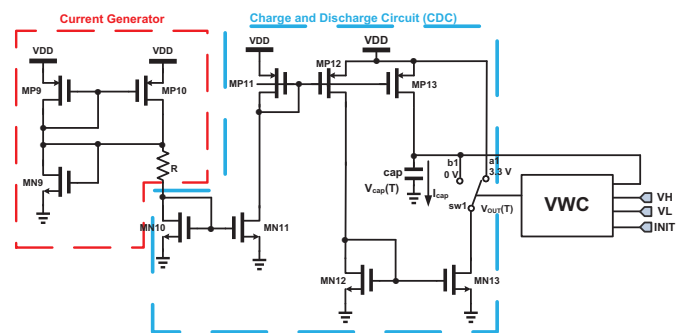 Current Generator
Charge and Discharge Circuit (CDC)
VDD
VDD
VDD
VDD
MP9
MP10
MP11
MP12
MP13
MN9
R
cap
Vcap(T)
Icap
b1
0 V
a1
3.3 V
sw1
VOUT(T)
VWC
VH
VL
INIT
MN10
MN11
MN12
MN13